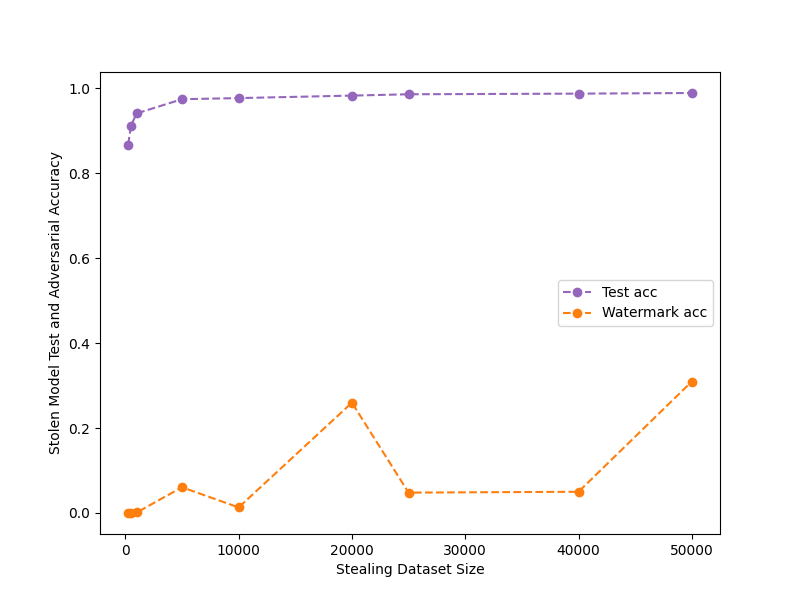 1.0
0.8
0.6
0.4
0.2
0.0
Stolen Model Test and Adversarial Accuracy
Test acc
Watermark acc
0 10000 20000 30000 40000 50000
Stealing Dataset Size